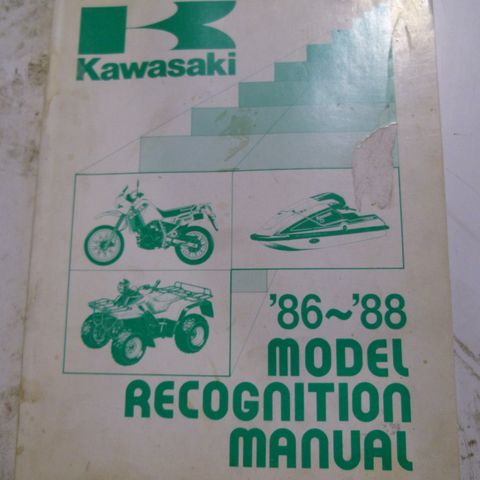 Kawasaki
'86~'88
MODEL
RECOGNITION
MANUAL